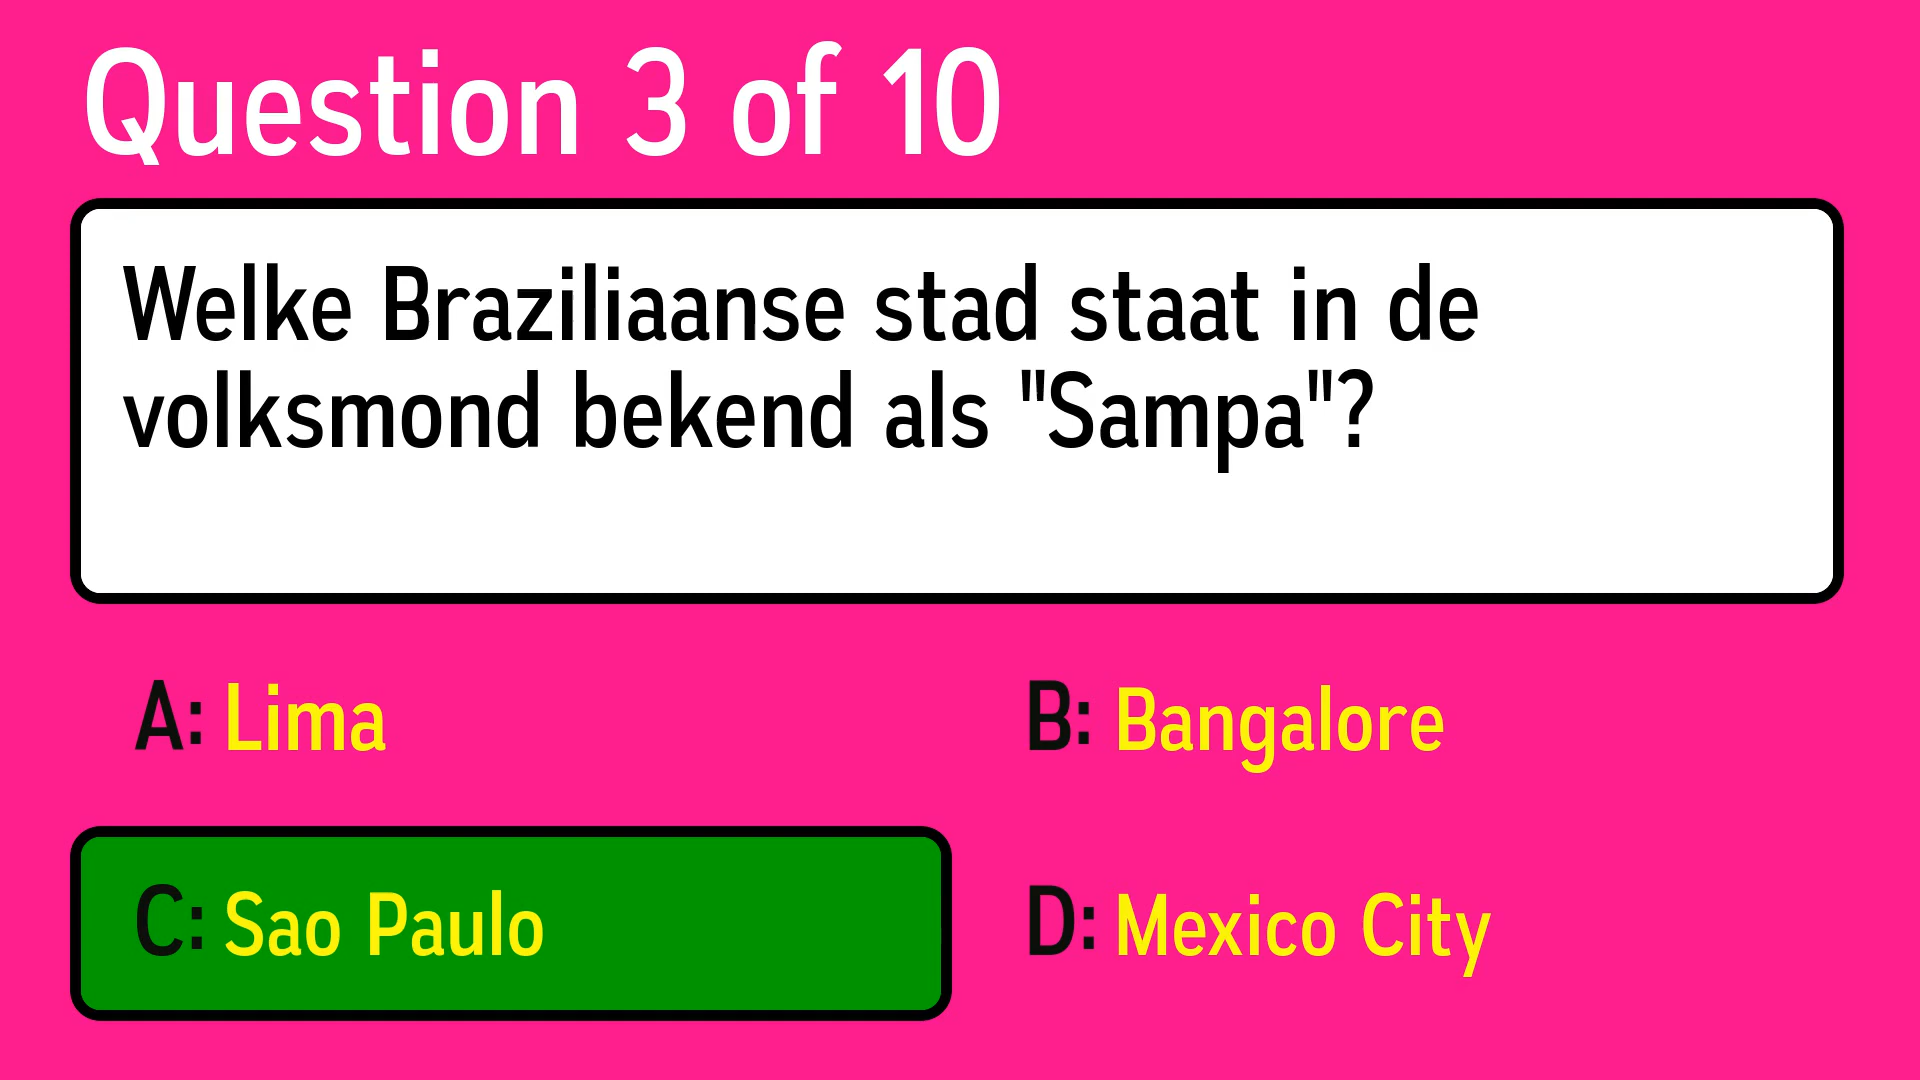 Question 3 of 10
Welke Braziliaanse stad staat in de
volksmond bekend als "Sampa"?
A: Lima
B: Bangalore
C: Sao Paulo
D: Mexico City